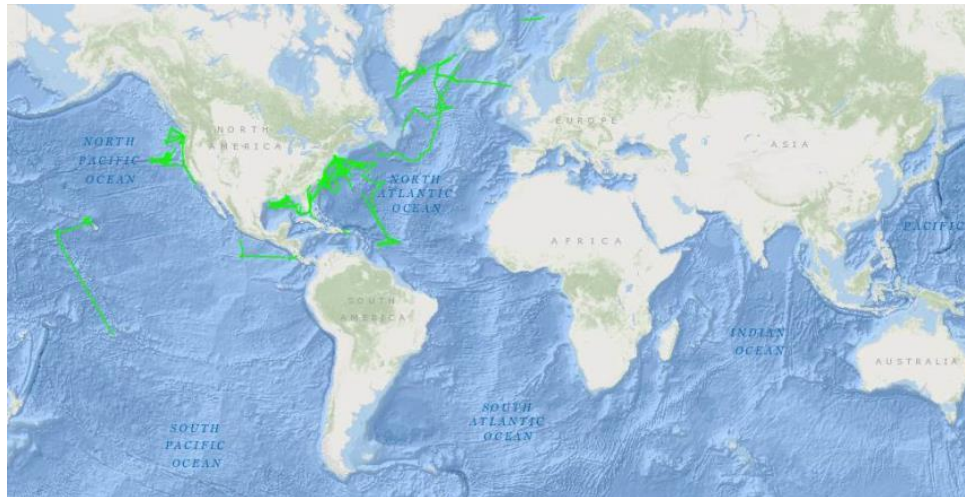 NORTH
AMERICA
NORTH
PACIFIC
OCEAN
EUROPE
ASIA
NORTH
ATLANTIC
OCEAN
PACIFIC
AFRICA
SOUTH
AMERICA
INDIAN
OCEAN
AUSTRALIA
SOUTH
ATLANTIC
OCEAN
SOUTH
PACIFIC
OCEAN